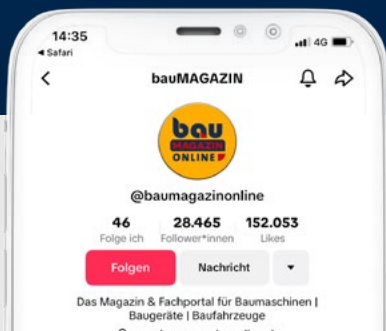 14:35
4G
Safari
bauMAGAZIN
bau
MAGAZIN
ONLINE
@baumagazinonline
46 28.465 152.053
Folge ich Follower*innen Likes
Folgen Nachricht
Das Magazin & Fachportal für Baumaschinen |
Baugeräte | Baufahrzeuge